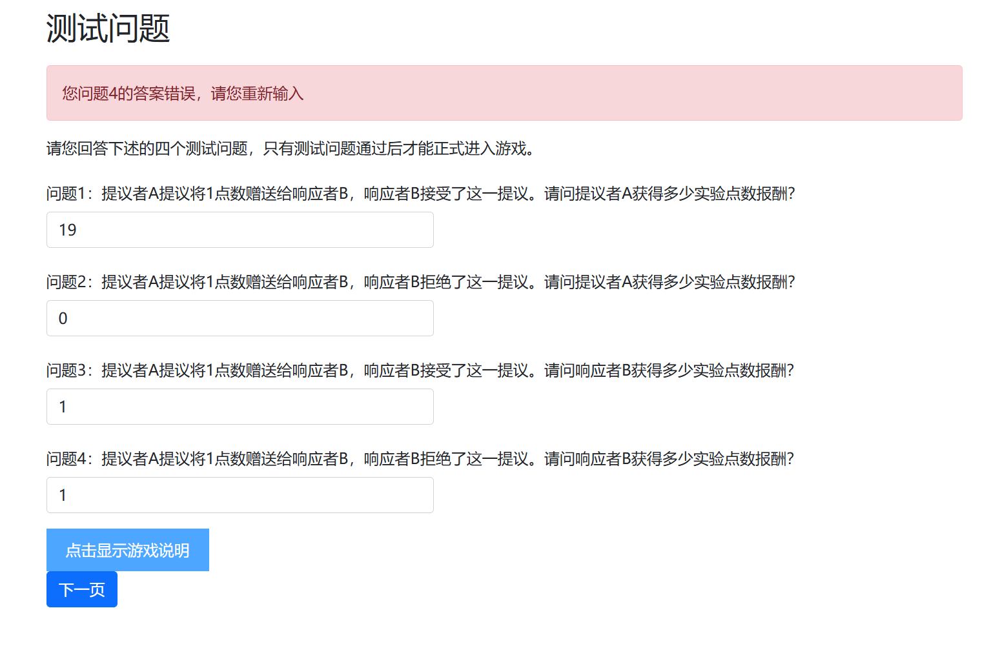 测试问题
您问题4的答案错误，请您重新输入
请您回答下述的四个测试问题，只有测试问题通过后才能正式进入游戏。
问题1：提议者A提议将1点数赠送给响应者B，响应者B接受了这一提议。请问提议者A获得多少实验点数报酬？
19
问题2：提议者A提议将1点数赠送给响应者B，响应者B拒绝了这一提议。请问提议者A获得多少实验点数报酬？
0
问题3：提议者A提议将1点数赠送给响应者B，响应者B接受了这一提议。请问响应者B获得多少实验点数报酬？
1
问题4：提议者A提议将1点数赠送给响应者B，响应者B拒绝了这一提议。请问响应者B获得多少实验点数报酬？
1
点击显示游戏说明
下一页